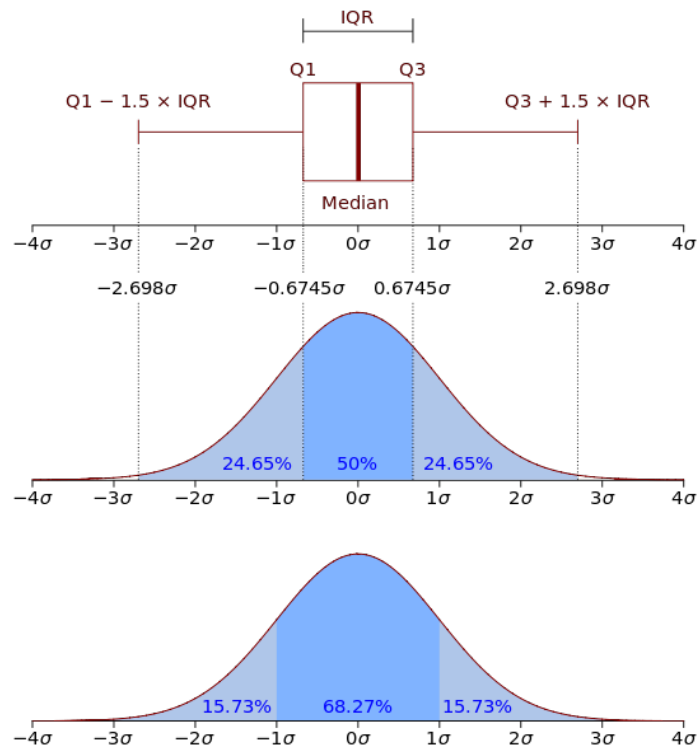 IQR
Q1 Q3
Q1 − 1.5 × IQR Q3 + 1.5 × IQR
Median
−4σ −3σ −2σ −1σ 0σ 1σ 2σ 3σ 4σ
−2.698σ −0.6745σ 0.6745σ 2.698σ
24.65% 50% 24.65%
−4σ −3σ −2σ −1σ 0σ 1σ 2σ 3σ 4σ
15.73% 68.27% 15.73%
−4σ −3σ −2σ −1σ 0σ 1σ 2σ 3σ 4σ